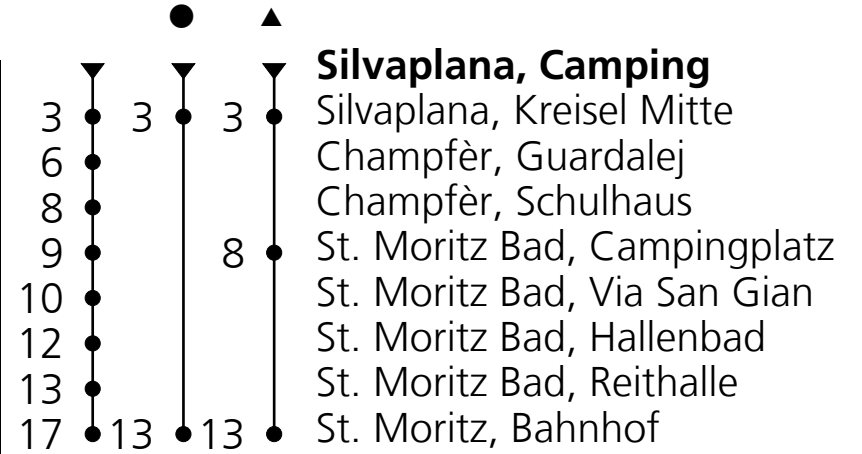 Silvaplana, Camping
3 3 3 Silvaplana, Kreisel Mitte
6 Champfèr, Guardalej
8 Champfèr, Schulhaus
9 8 St. Moritz Bad, Campingplatz
10 St. Moritz Bad, Via San Gian
12 St. Moritz Bad, Hallenbad
13 St. Moritz Bad, Reithalle
17 13 13 St. Moritz, Bahnhof